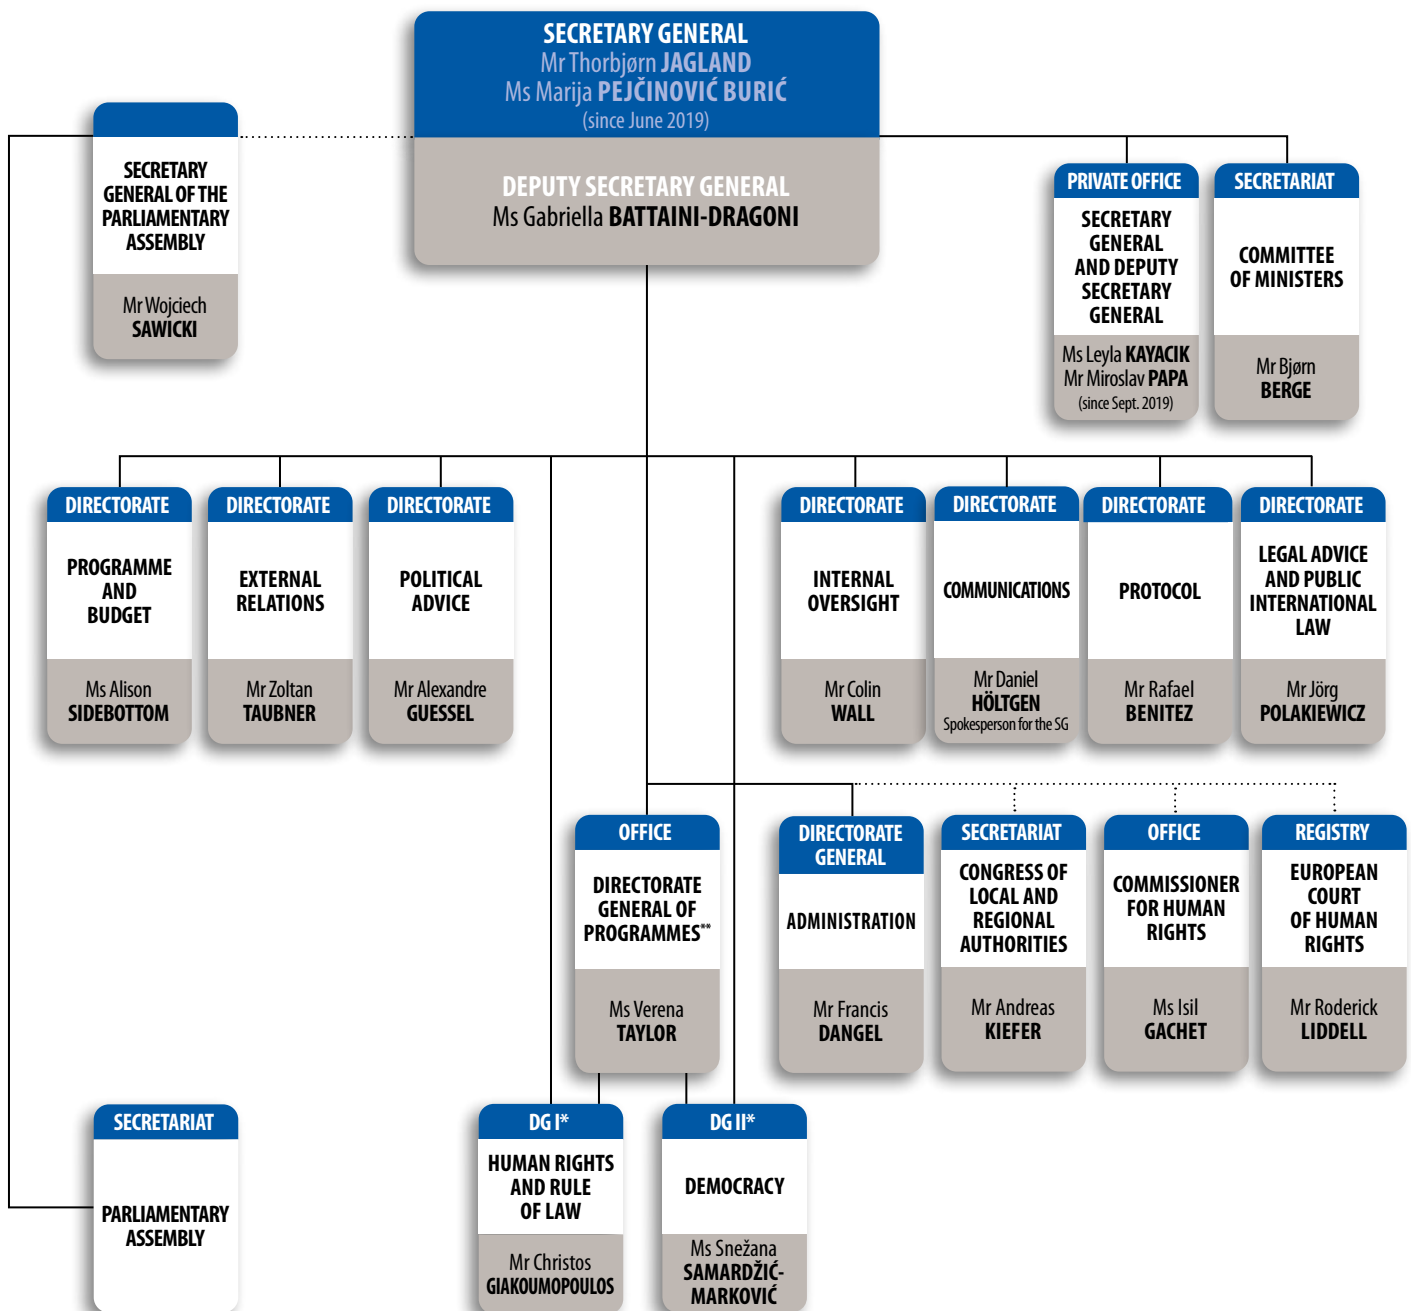 SECRETARY GENERAL
Mr Thorbjørn JAGLAND
Ms Marija PEJČINOVIĆ BURIĆ
(since June 2019)
DEPUTY SECRETARY GENERAL
Ms Gabriella BATTAINI-DRAGONI
SECRETARY
GENERAL OF THE
PARLIAMENTARY
ASSEMBLY
Mr Wojciech
SAWICKI
PRIVATE OFFICE
SECRETARY
GENERAL
AND DEPUTY
SECRETARY
GENERAL
Ms Leyla KAYACIK
Mr Miroslav PAPA
(since Sept. 2019)
SECRETARIAT
COMMITTEE
OF MINISTERS
Mr Bjørn
BERGE
DIRECTORATE
PROGRAMME
AND
BUDGET
Ms Alison
SIDEBOTTOM
DIRECTORATE
EXTERNAL
RELATIONS
Mr Zoltan
TAUBNER
DIRECTORATE
POLITICAL
ADVICE
Mr Alexandre
GUESSEL
DIRECTORATE
INTERNAL
OVERSIGHT
Mr Colin
WALL
DIRECTORATE
COMMUNICATIONS
Mr Daniel
HÖLTGEN
Spokesperson for the SG
DIRECTORATE
PROTOCOL
Mr Rafael
BENITEZ
DIRECTORATE
LEGAL ADVICE
AND PUBLIC
INTERNATIONAL
LAW
Mr Jörg
POLAKIEWICZ
OFFICE
DIRECTORATE
GENERAL OF
PROGRAMMES**
Ms Verena
TAYLOR
DIRECTORATE
GENERAL
ADMINISTRATION
Mr Francis
DANGEL
SECRETARIAT
CONGRESS OF
LOCAL AND
REGIONAL
AUTHORITIES
Mr Andreas
KIEFER
OFFICE
COMMISSIONER
FOR HUMAN
RIGHTS
Ms Isil
GACHET
REGISTRY
EUROPEAN
COURT
OF HUMAN
RIGHTS
Mr Roderick
LIDDELL
SECRETARIAT
PARLIAMENTARY
ASSEMBLY
DG I*
HUMAN RIGHTS
AND RULE
OF LAW
Mr Christos
GIAKOUMOPOULOS
DG II*
DEMOCRACY
Ms Snežana
SAMARDŽIĆ-
MARKOVIĆ